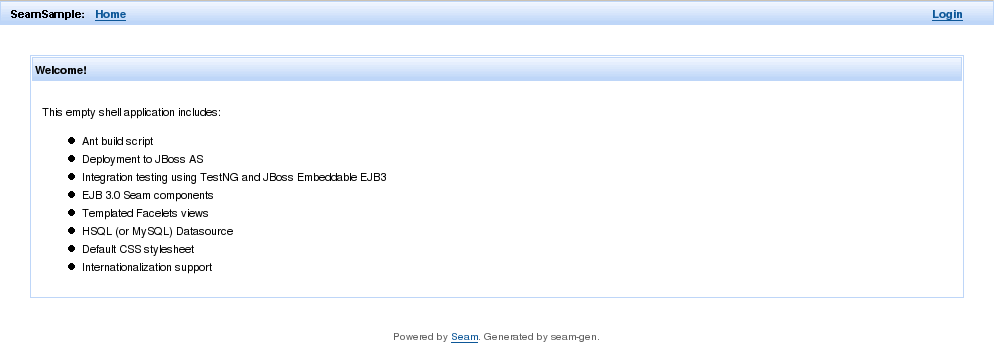 SeamSample: Home Login
Welcome!
This empty shell application includes:
Ant build script
Deployment to JBoss AS
Integration testing using TestNG and JBoss Embeddable EJB3
EJB 3.0 Seam components
Templated Facelets views
HSQL (or MySQL) Datasource
Default CSS stylesheet
Internationalization support
Powered by Seam. Generated by seam-gen.